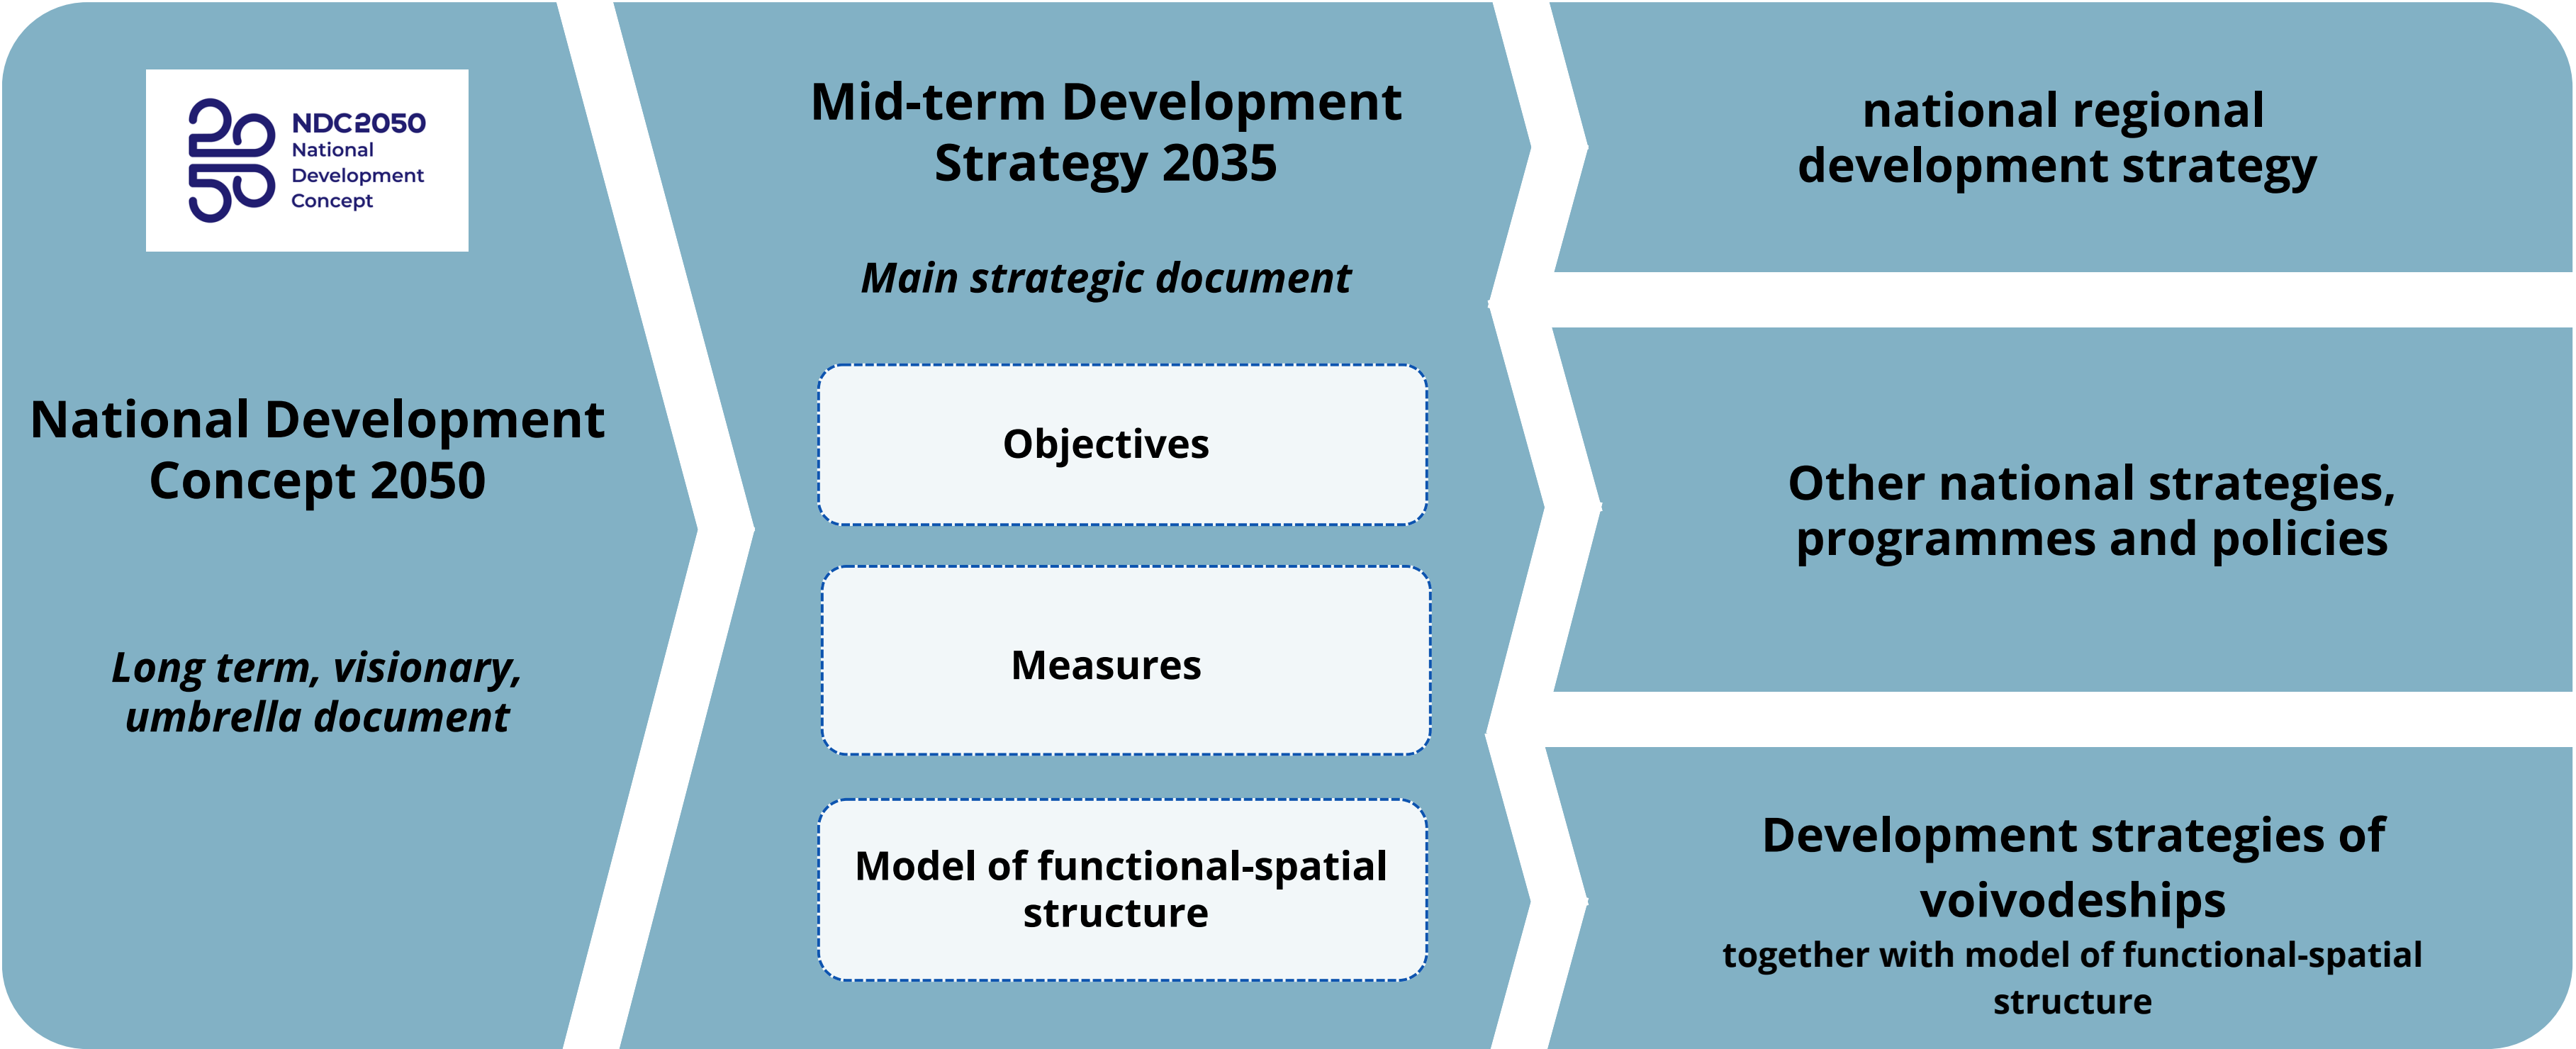 NDC2050
National
Development
Concept
National Development
Concept 2050
Long term, visionary,
umbrella document
Mid-term Development
Strategy 2035
Main strategic document
Objectives
Measures
Model of functional-spatial
structure
national regional
development strategy
Other national strategies,
programmes and policies
Development strategies of
voivodeships
together with model of functional-spatial
structure